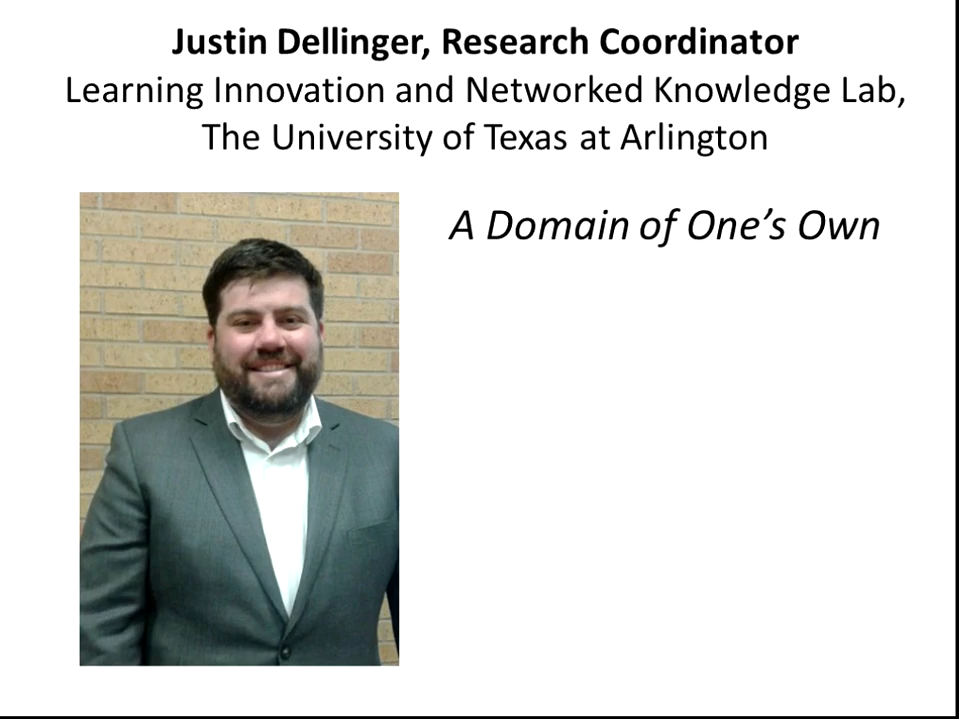 Justin Dellinger, Research Coordinator
Learning Innovation and Networked Knowledge Lab,
The University of Texas at Arlington
A Domain of One’s Own